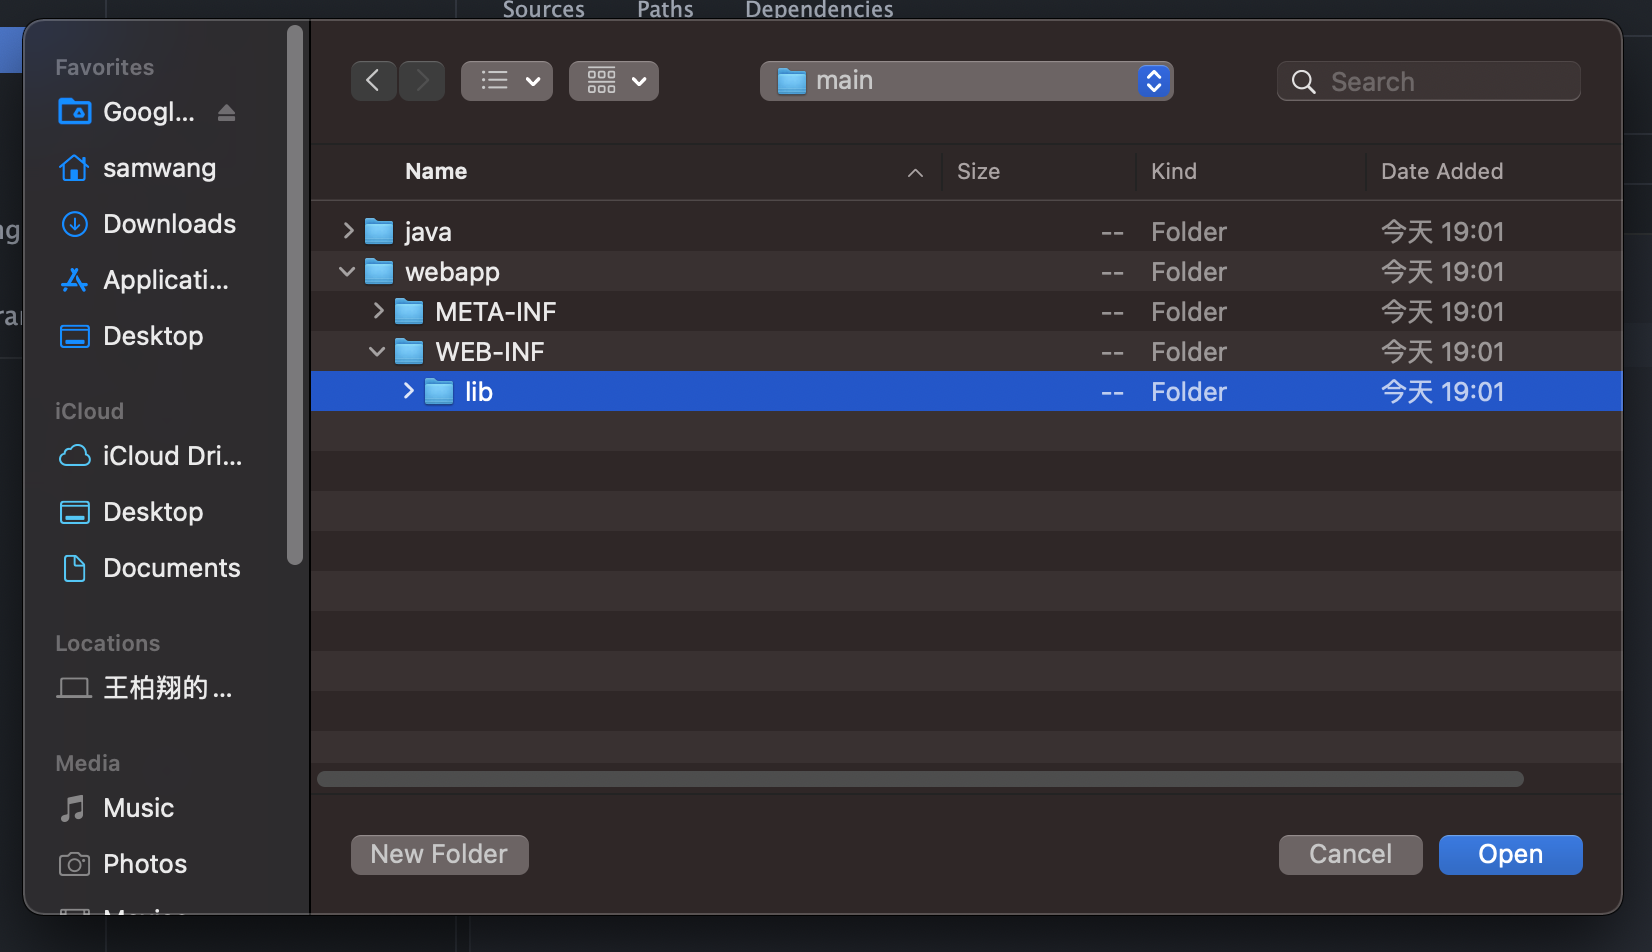 Sources Paths Dependencies
Favorites
Googl...
samwang
Downloads
Applicati...
Desktop
iCloud
iCloud Dri...
Desktop
Documents
Locations
王柏翔的 ...
Media
Music
Photos
main
Search
Name Size Kind Date Added
java -- Folder 今天 19:01
webapp -- Folder 今天 19:01
META-INF -- Folder 今天 19:01
WEB-INF -- Folder 今天 19:01
lib -- Folder 今天 19:01
New Folder Cancel Open